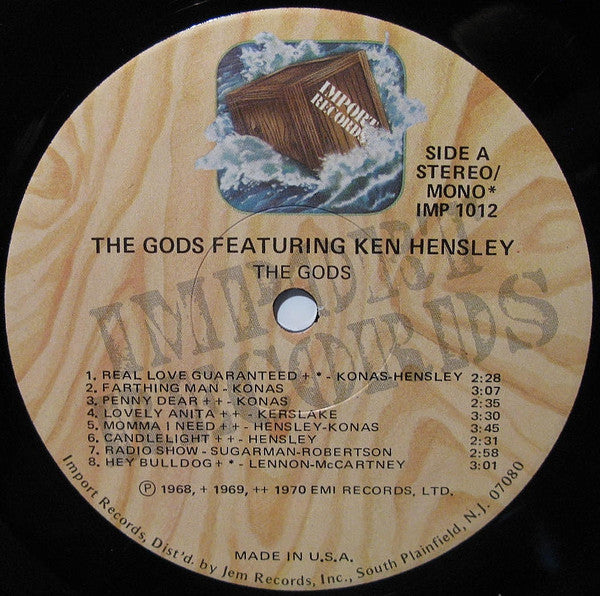 IMPORT
RECORDS
SIDE A
STEREO/
MONO*
IMP 1012
THE GODS FEATURING KEN HENSLEY
THE GODS
IMPORT
RECORDS
1. REAL LOVE GUARANTEED + * - KONAS-HENSLEY 2:28
2. FARTHING MAN - KONAS 3:07
3. PENNY DEAR + + - KONAS 2:35
4. LOVELY ANITA + + - KERSLAKE 3:30
5. MOMMA I NEED + + - HENSLEY-KONAS 3:45
6. CANDLELIGHT + + - HENSLEY 2:31
7. RADIO SHOW - SUGARMAN-ROBERTSON 2:58
8. HEY BULLDOG + * - LENNON-McCARTNEY 3:01
Ⓟ 1968, + 1969, ++ 1970 EMI RECORDS, LTD.
MADE IN U.S.A.
Import Records, Dist'd. by Jem Records, Inc., South Plainfield, N.J. 07080